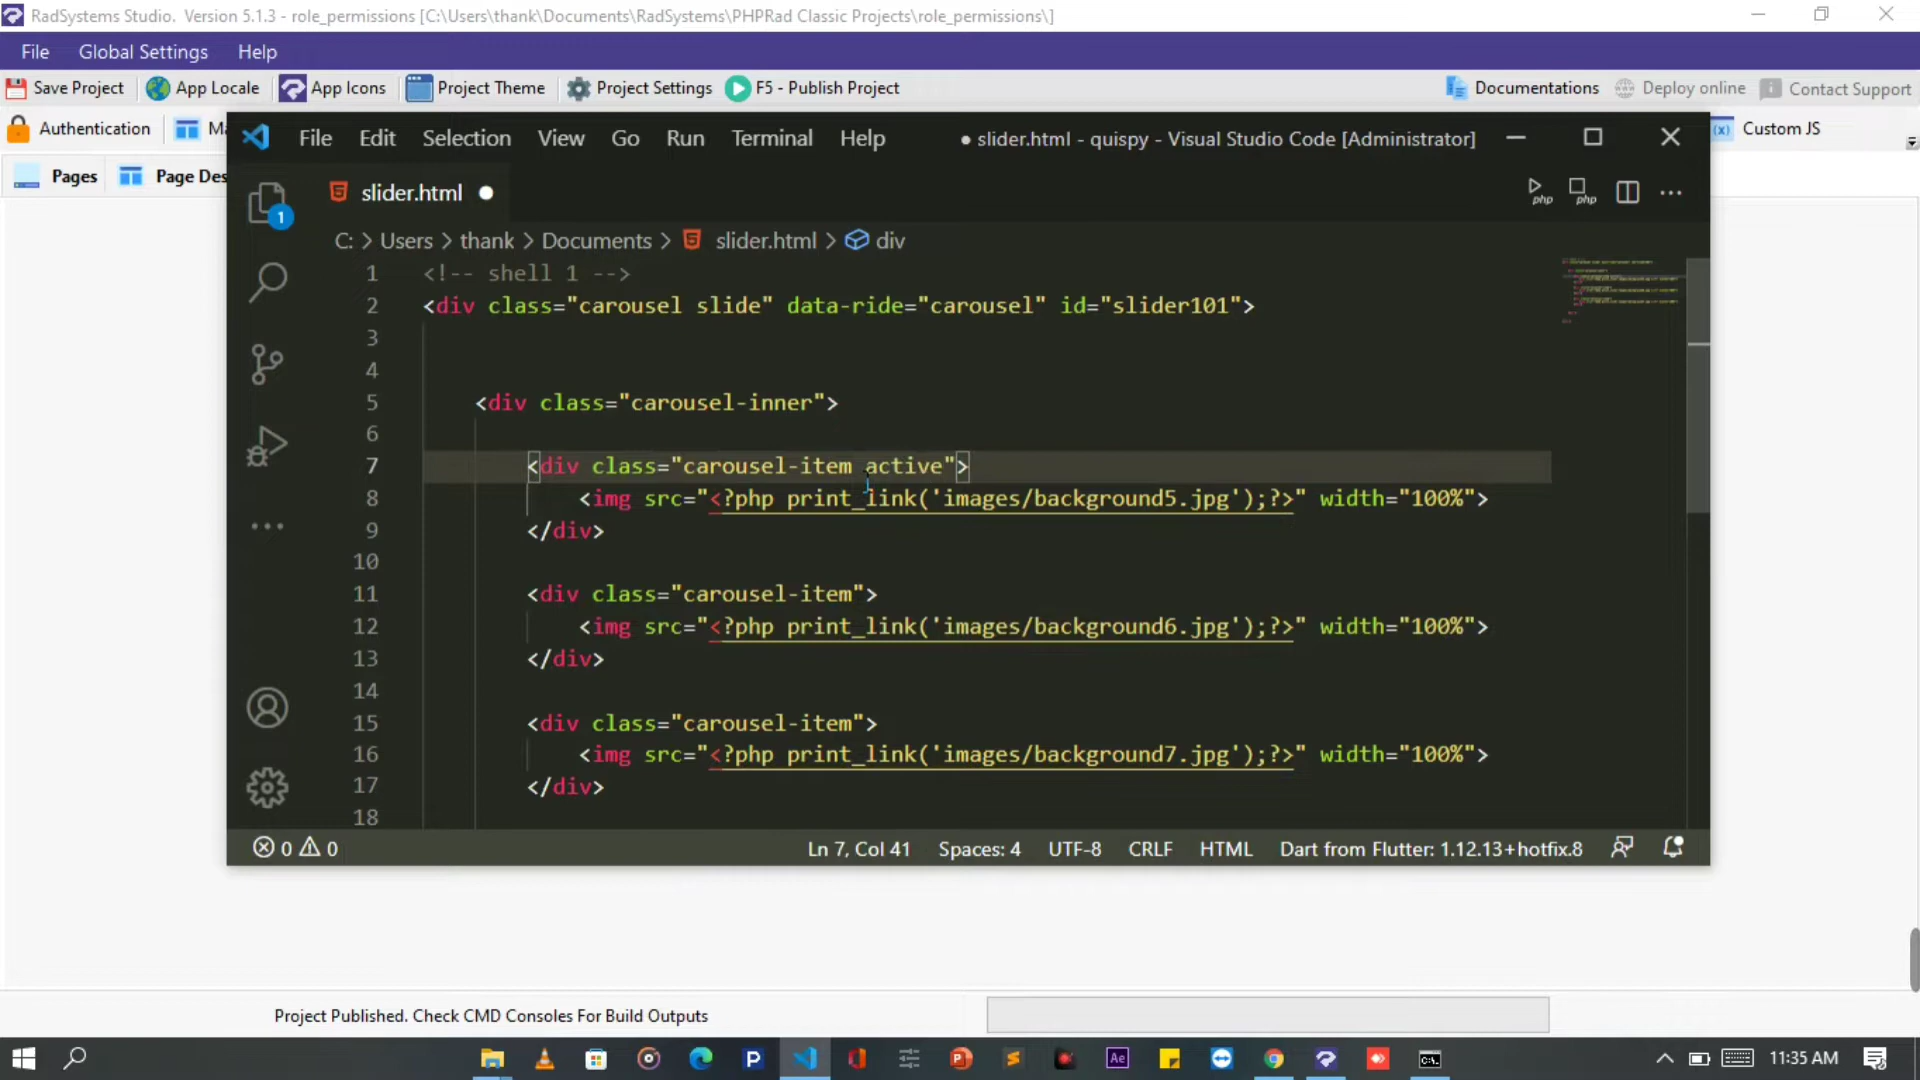 RadSystems Studio. Version 5.1.3 - role_permissions [C:\Users\thank\Documents\RadSystems\PHPRad Classic Projects\role_permissions\]
File Global Settings Help
Save Project App Locale App Icons Project Theme Project Settings F5 - Publish Project Documentations Deploy online Contact Support
Authentication Custom JS
Pages Page Des
File Edit Selection View Go Run Terminal Help ● slider.html - quispy - Visual Studio Code [Administrator]
1 slider.html ● php php
C: > Users > thank > Documents > slider.html > div
1 <!-- shell 1 -->
2 <div class="carousel slide" data-ride="carousel" id="slider101">
3
4
5 <div class="carousel-inner">
6
7 <div class="carousel-item active">
8 <img src="<?php print_link('images/background5.jpg');?>" width="100%">
9 </div>
10
11 <div class="carousel-item">
12 <img src="<?php print_link('images/background6.jpg');?>" width="100%">
13 </div>
14
15 <div class="carousel-item">
16 <img src="<?php print_link('images/background7.jpg');?>" width="100%">
17 </div>
18
0 0 Ln 7, Col 41 Spaces: 4 UTF-8 CRLF HTML Dart from Flutter: 1.12.13+hotfix.8
Project Published. Check CMD Consoles For Build Outputs
P Ae 11:35 AM